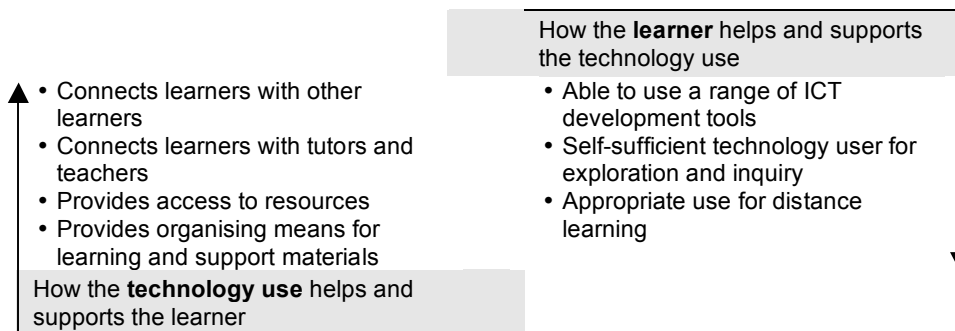 How the learner helps and supports
the technology use
• Connects learners with other
learners
• Connects learners with tutors and
teachers
• Provides access to resources
• Provides organising means for
learning and support materials
How the technology use helps and
supports the learner
• Able to use a range of ICT
development tools
• Self-sufficient technology user for
exploration and inquiry
• Appropriate use for distance
learning